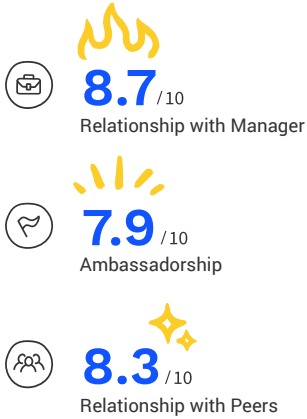 8.7/10
Relationship with Manager
7.9/10
Ambassadorship
8.3/10
Relationship with Peers